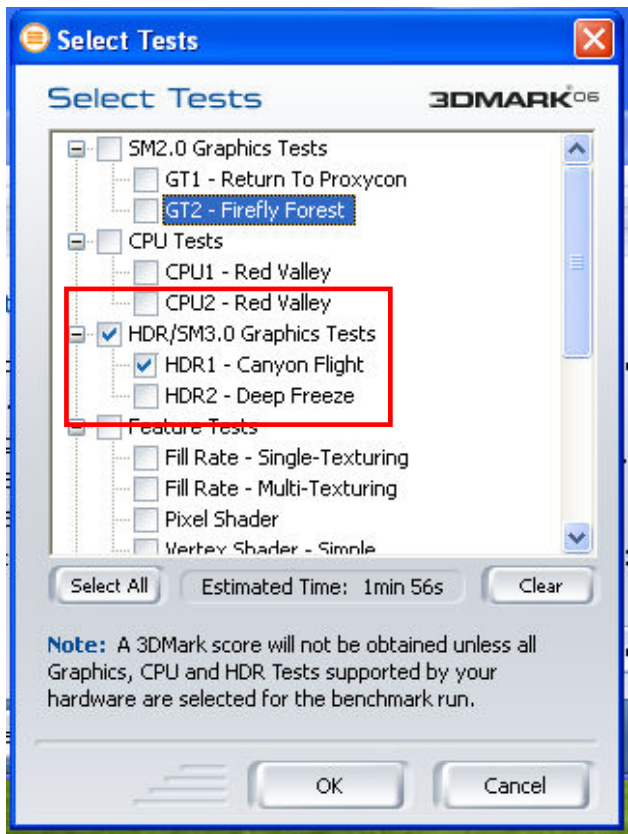 Select Tests
Select Tests
3DMARK06
SM2.0 Graphics Tests
GT1 - Return To Proxycon
GT2 - Firefly Forest
CPU Tests
CPU1 - Red Valley
CPU2 - Red Valley
HDR/SM3.0 Graphics Tests
HDR1 - Canyon Flight
HDR2 - Deep Freeze
Feature Tests
Fill Rate - Single-Texturing
Fill Rate - Multi-Texturing
Pixel Shader
Vertex Shader - Simple
Select All
Estimated Time: 1min 56s
Clear
Note: A 3DMark score will not be obtained unless all
Graphics, CPU and HDR Tests supported by your
hardware are selected for the benchmark run.
OK
Cancel